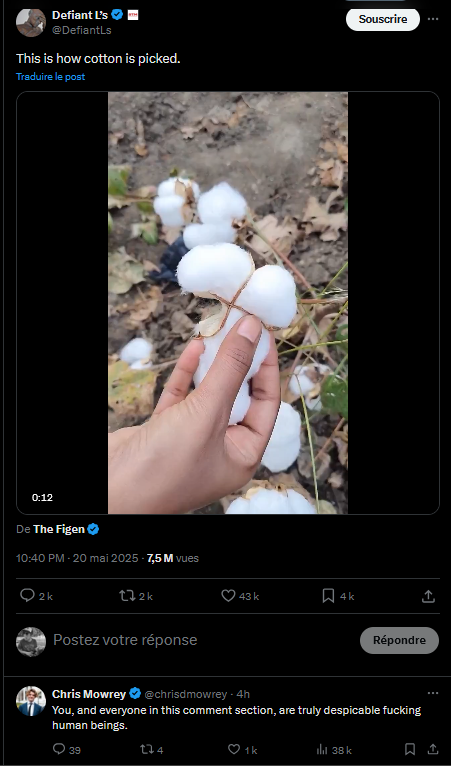 Defiant L's
@DefiantLs
Souscrire
This is how cotton is picked.
Traduire le post
0:12
De The Figen
10:40 PM · 20 mai 2025 · 7,5 M vues
2 k 2 k 43 k 4 k
Postez votre réponse
Répondre
Chris Mowrey @chrisdmowrey · 4h
You, and everyone in this comment section, are truly despicable fucking
human beings.
39 4 1 k 38 k